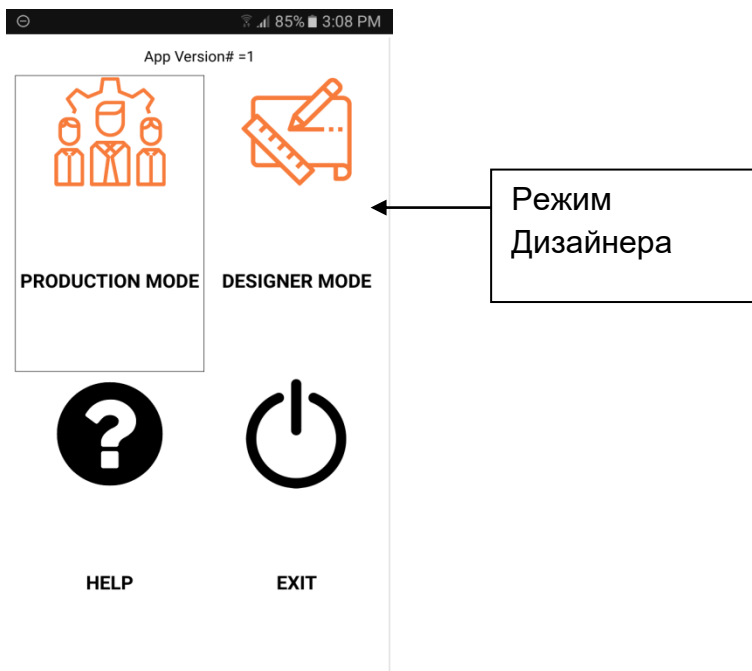 85% 3:08 PM
App Version# =1
PRODUCTION MODE
DESIGNER MODE
Режим
Дизайнера
HELP
EXIT